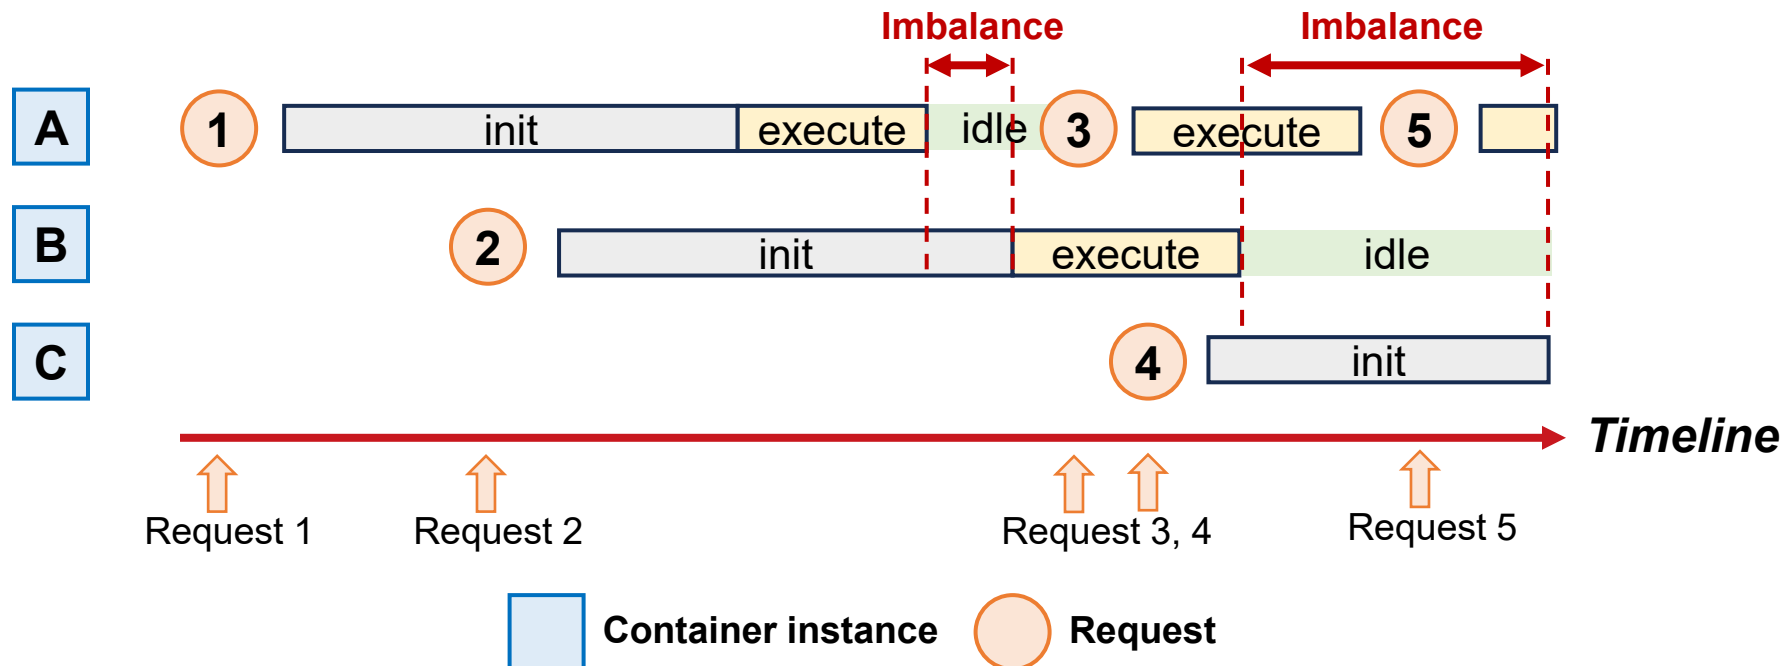 Imbalance Imbalance
A 1 init execute idle 3 execute 5
B 2 init execute idle
C 4 init
Timeline
Request 1 Request 2 Request 3, 4 Request 5
Container instance Request